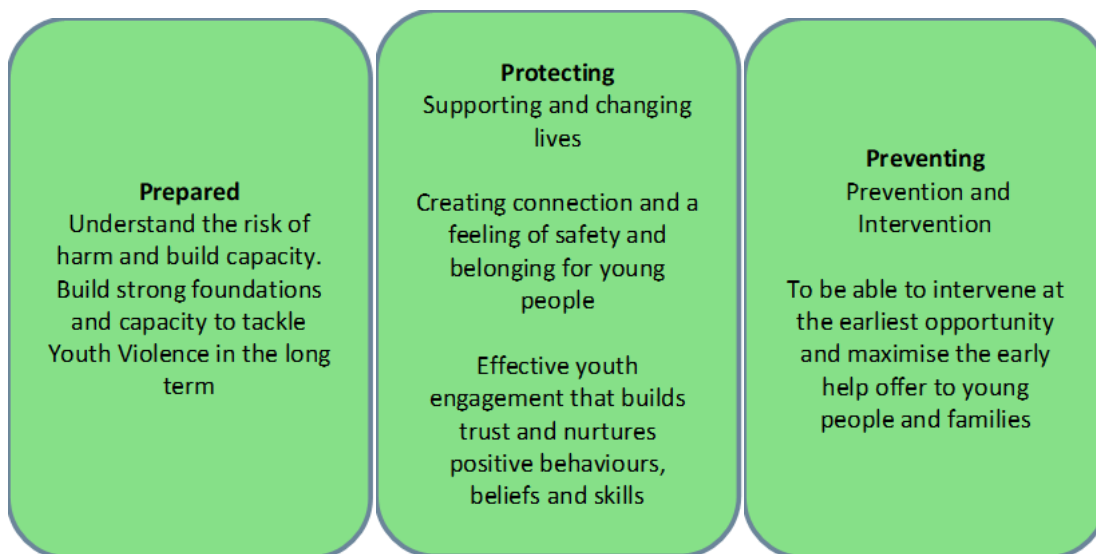 Prepared
Understand the risk of
harm and build capacity.
Build strong foundations
and capacity to tackle
Youth Violence in the long
term
Protecting
Supporting and changing
lives
Creating connection and a
feeling of safety and
belonging for young
people
Effective youth
engagement that builds
trust and nurtures
positive behaviours,
beliefs and skills
Preventing
Prevention and
Intervention
To be able to intervene at
the earliest opportunity
and maximise the early
help offer to young
people and families